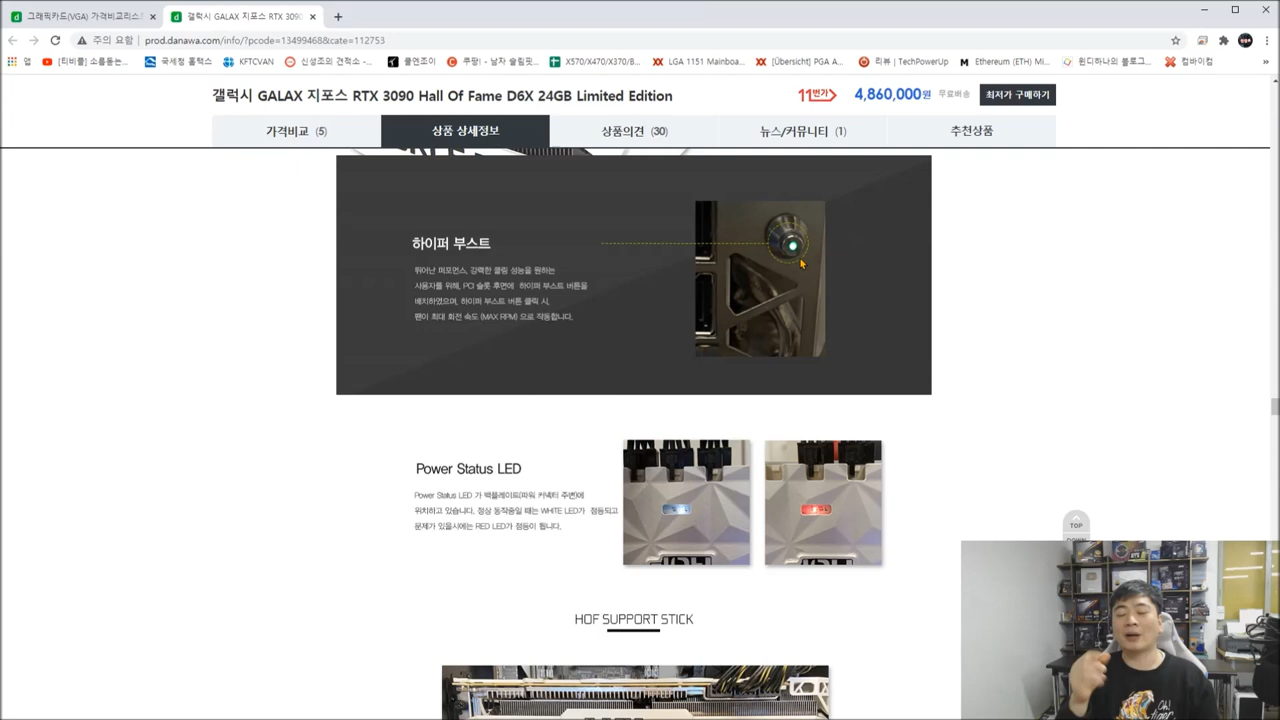 그래픽카드(VGA) 가격비교리스트
갤럭시 GALAX 지포스 RTX 3090
주의 요함
prod.danawa.com/info/?pcode=13499468&cate=112753
앱
[티비플] 소름돋는...
국세청 홈택스
KFTCVAN
신성조의 견적소 -...
쿨엔조이
쿠팡! - 남자 슬림핏...
X570/X470/X370/B...
LGA 1151 Mainboa...
[Übersicht] PGA A...
리뷰 | TechPowerUp
Ethereum (ETH) Mi...
윈디하나의 블로그...
컴바이컴
갤럭시 GALAX 지포스 RTX 3090 Hall Of Fame D6X 24GB Limited Edition
11번가
4,860,000원
무료배송
최저가 구매하기
가격비교 (5)
상품 상세정보
상품의견 (30)
뉴스/커뮤니티 (1)
추천상품
하이퍼 부스트
뛰어난 퍼포먼스, 강력한 쿨링 성능을 원하는
사용자를 위해, PCI 슬롯 후면에 하이퍼 부스트 버튼을
배치하였으며, 하이퍼 부스트 버튼 클릭 시,
팬이 최대 회전 속도 (MAX RPM) 으로 작동합니다.
Power Status LED
Power Status LED 가 백플레이트(파워 커넥터 주변)에
위치하고 있습니다. 정상 동작중일 때는 WHITE LED가 점등되고
문제가 있을시에는 RED LED가 점등이 됩니다.
TOP
DOWN
HOF SUPPORT STICK